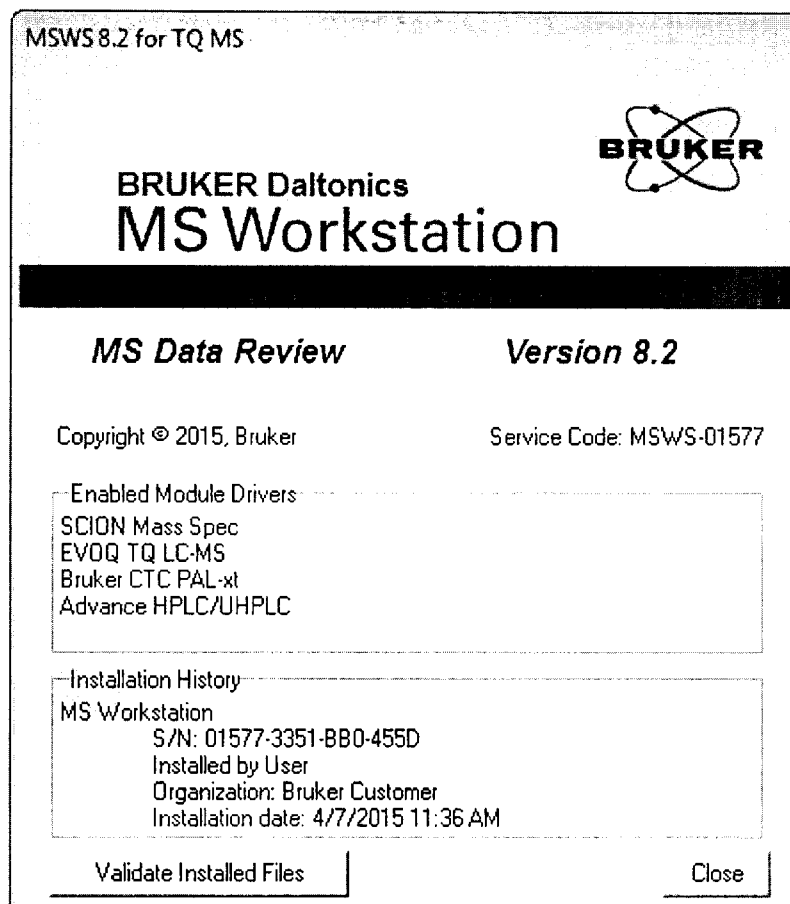 MSWS 8.2 for TQ MS
BRUKER
BRUKER Daltonics
MS Workstation
MS Data Review Version 8.2
Copyright © 2015, Bruker Service Code: MSWS-01577
Enabled Module Drivers
SCION Mass Spec
EVOQ TQ LC-MS
Bruker CTC PAL-xt
Advance HPLC/UHPLC
Installation History
MS Workstation
S/N: 01577-3351-BB0-455D
Installed by User
Organization: Bruker Customer
Installation date: 4/7/2015 11:36 AM
Validate Installed Files Close